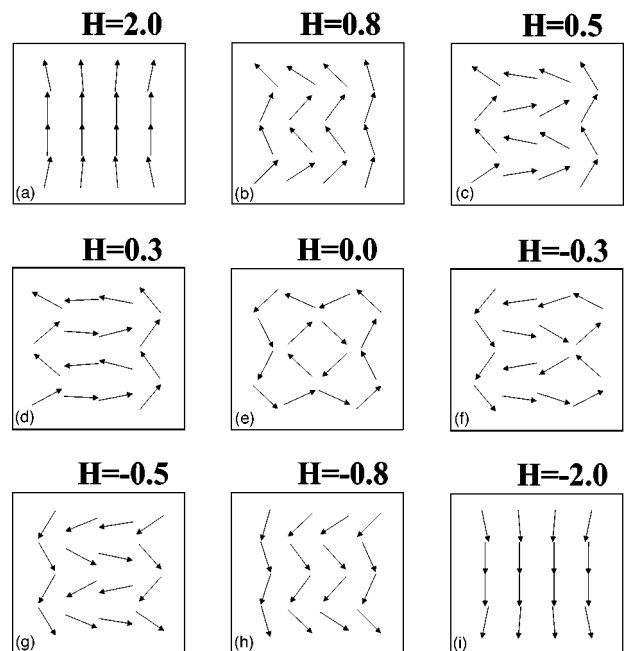 H=2.0 H=0.8 H=0.5
(a) (b) (c)
H=0.3 H=0.0 H=-0.3
(d) (e) (f)
H=-0.5 H=-0.8 H=-2.0
(g) (h) (i)